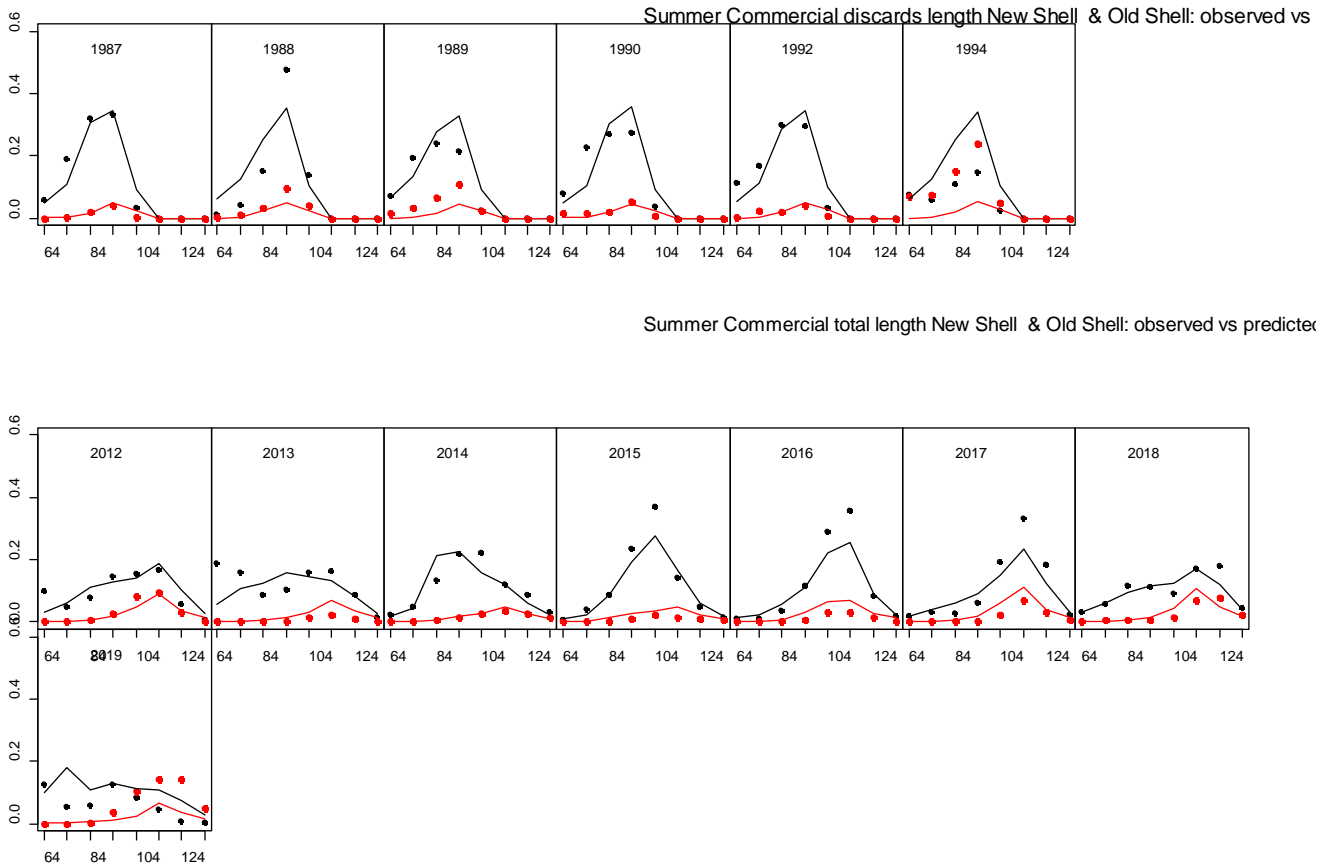 Summer Commercial discards length New Shell & Old Shell: observed vs
0.0 0.2 0.4 0.6
1987 1988 1989 1990 1992 1994
64 84 104 124 64 84 104 124 64 84 104 124 64 84 104 124 64 84 104 124 64 84 104 124
Summer Commercial total length New Shell & Old Shell: observed vs predicted
0.0 0.2 0.4 0.6
2012 2013 2014 2015 2016 2017 2018
64 84 104 124 64 84 104 124 64 84 104 124 64 84 104 124 64 84 104 124 64 84 104 124 64 84 104 124
2019
0.0 0.2 0.4 0.6
64 84 104 124